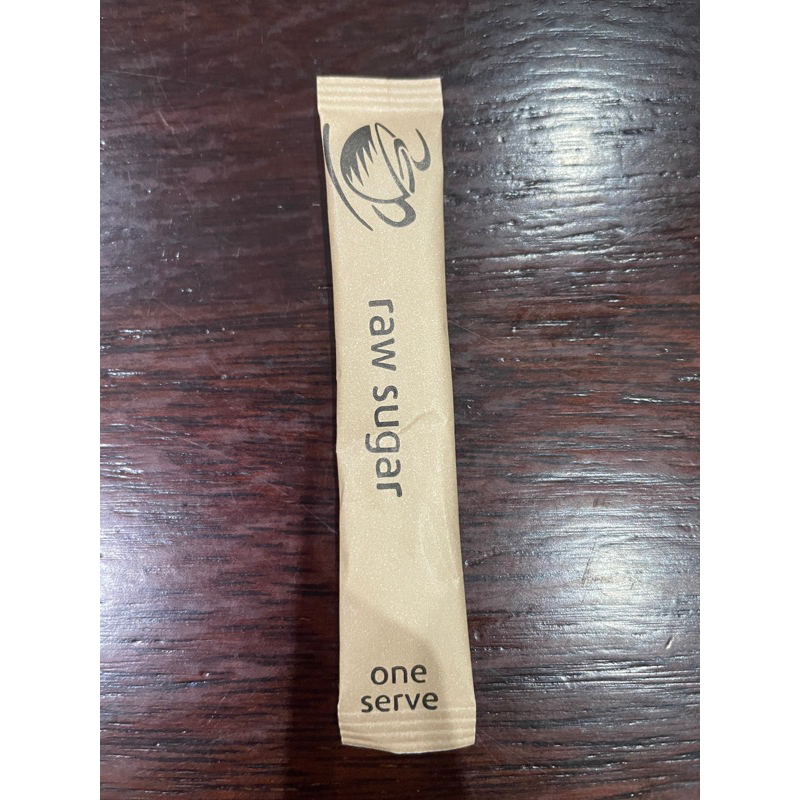 raw sugar
one
serve